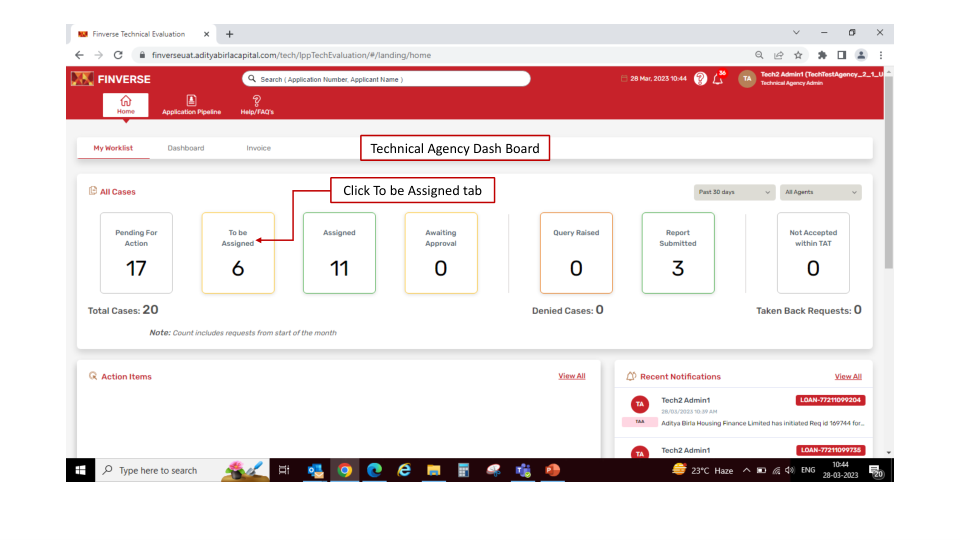 Finverse Technical Evaluation
finverseuat.adityabirlacapital.com/tech/lppTechEvaluation/#/landing/home
FINVERSE
Search ( Application Number, Applicant Name )
28 Mar, 2023 10:44
36
TA
Tech2 Admin1 (TechTestAgency_2_1_U
Technical Agency Admin
Home
Application Pipeline
Help/FAQ's
My Worklist
Dashboard
Invoice
Technical Agency Dash Board
All Cases
Click To be Assigned tab
Past 30 days
All Agents
Pending For
Action
17
To be
Assigned
6
Assigned
11
Awaiting
Approval
0
Query Raised
0
Report
Submitted
3
Not Accepted
within TAT
0
Total Cases: 20
Denied Cases: 0
Taken Back Requests: 0
Note: Count includes requests from start of the month
Action Items
View All
Recent Notifications
View All
TA
Tech2 Admin1
LOAN-77211099204
28/03/2023 10:39 AM
TAA
Aditya Birla Housing Finance Limited has initiated Req id 169744 for...
TA
Tech2 Admin1
LOAN-77211099735
Type here to search
23°C Haze
ENG
10:44
28-03-2023
20